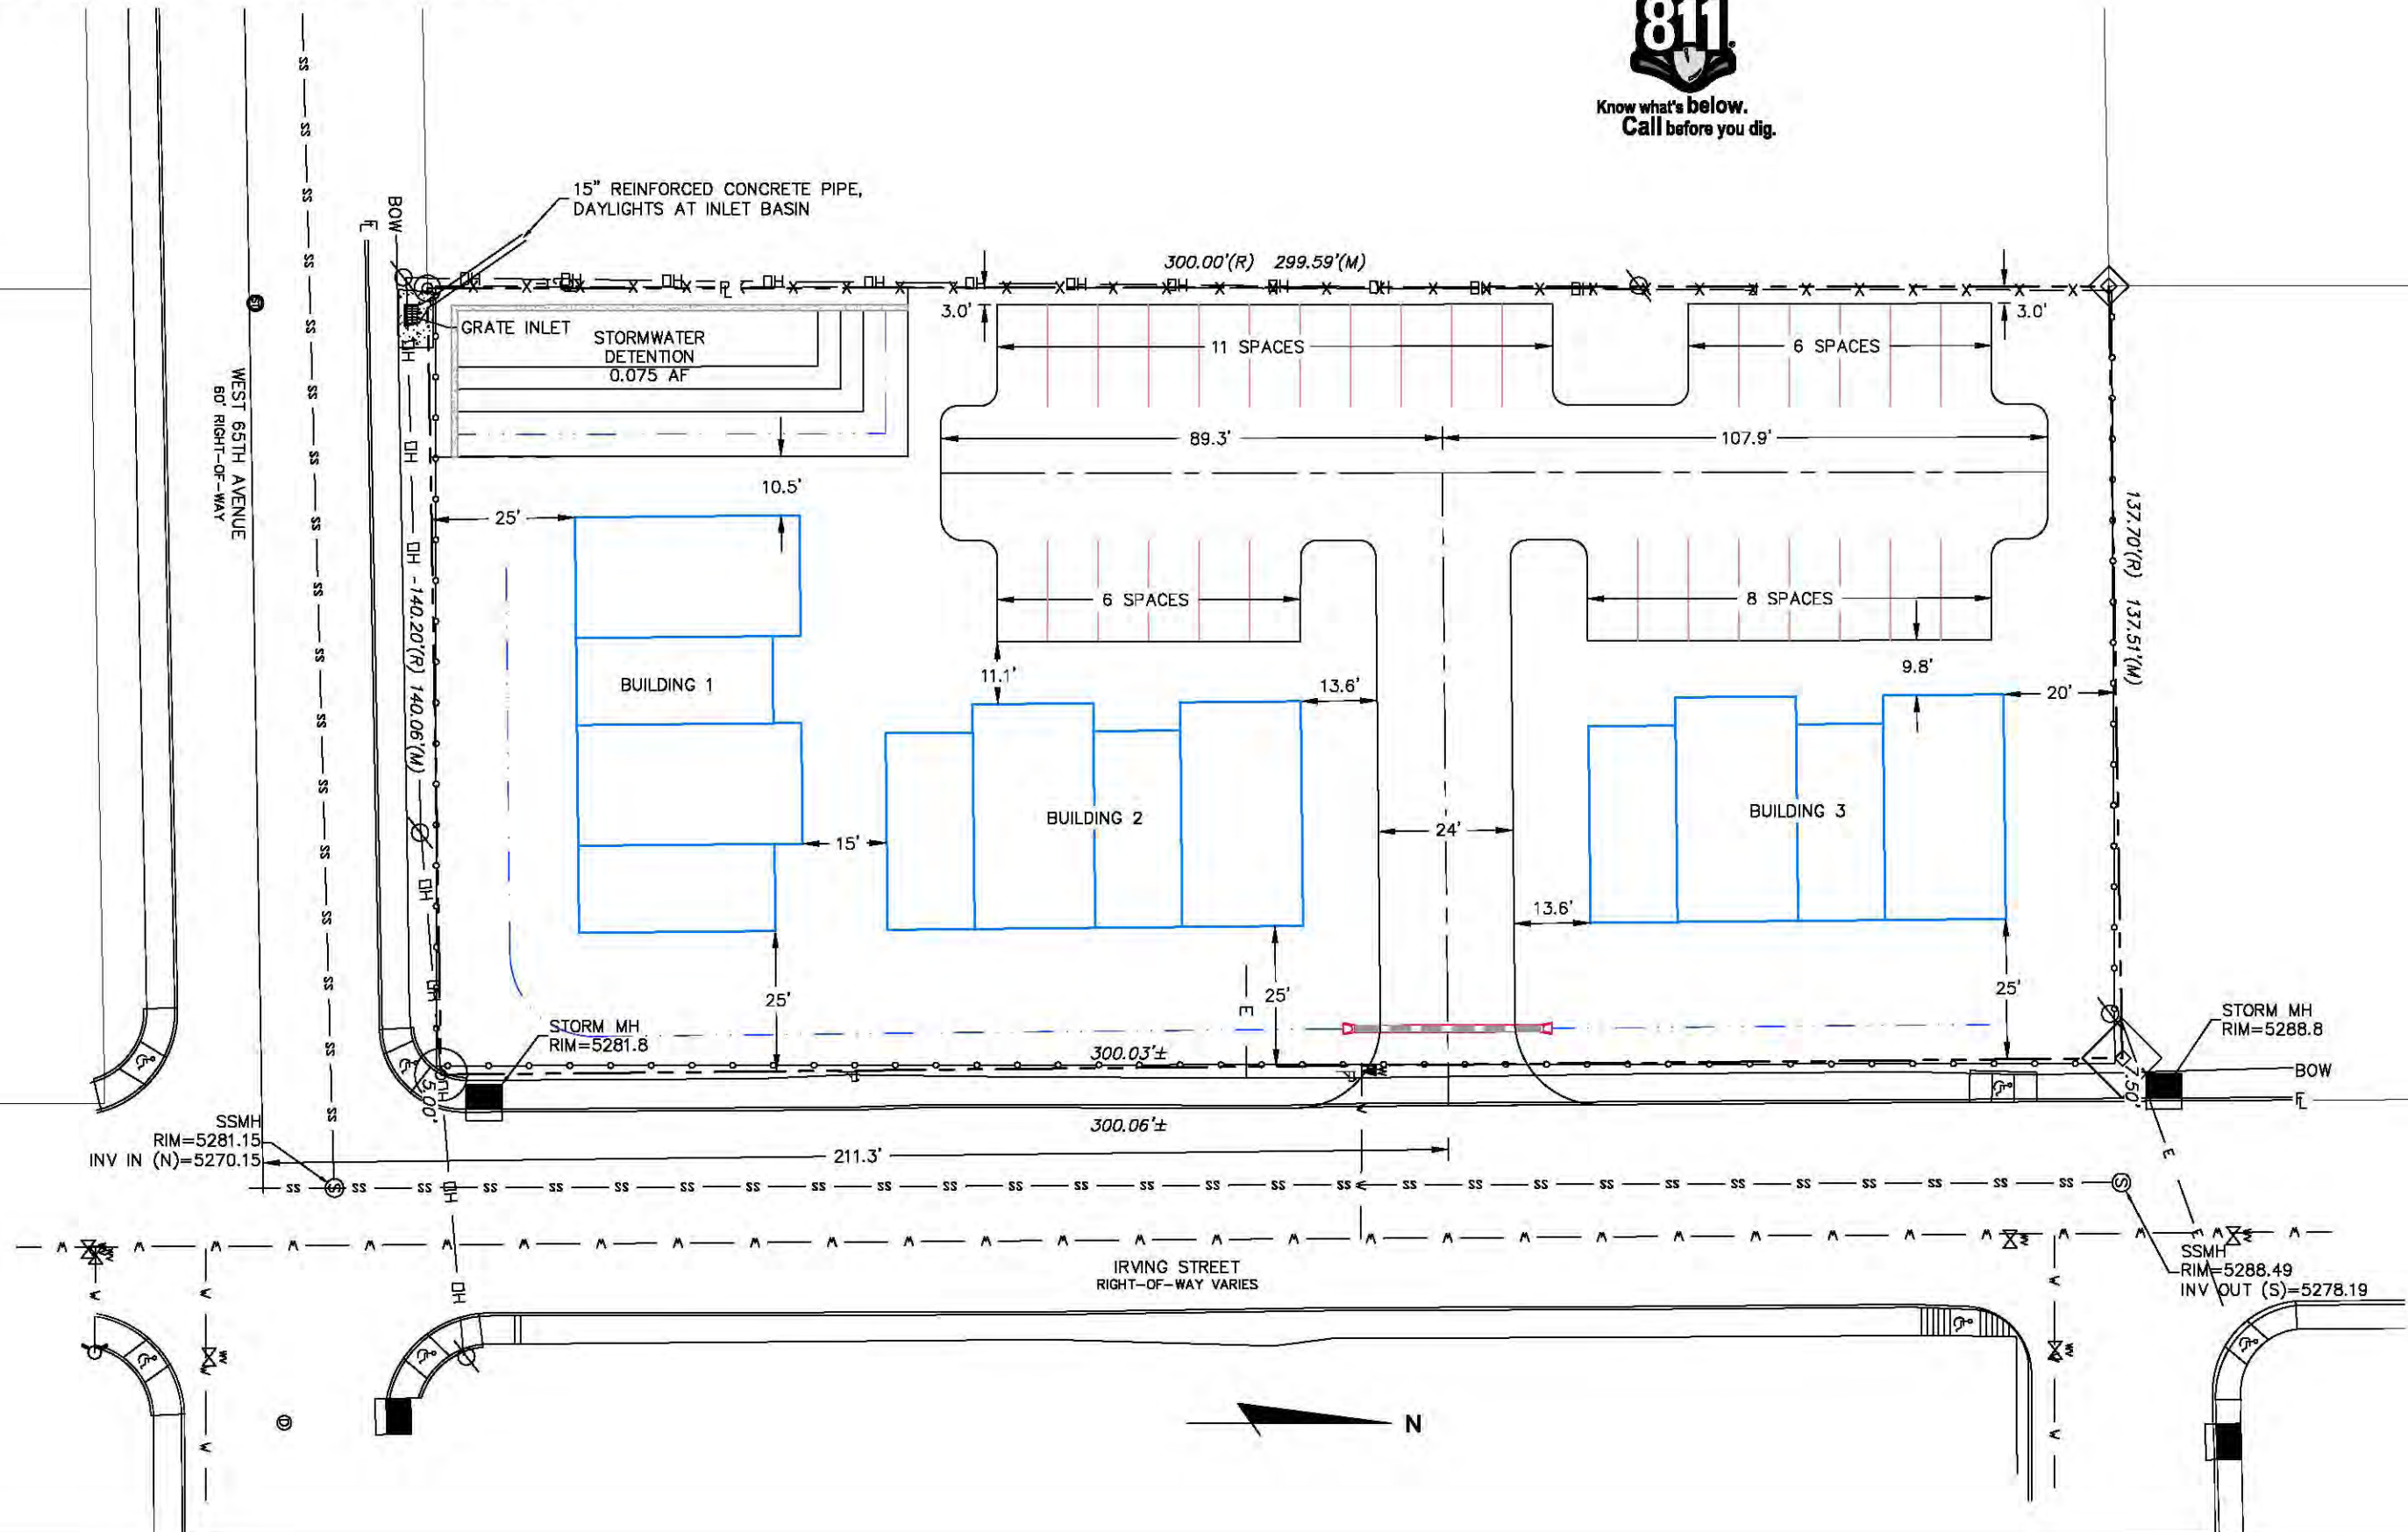 811
Know what's below.
Call before you dig.
15" REINFORCED CONCRETE PIPE,
DAYLIGHTS AT INLET BASIN
BOW
FL
300.00'(R) 299.59'(M)
GRATE INLET
STORMWATER
DETENTION
0.075 AF
3.0'
11 SPACES
6 SPACES
3.0'
WEST 65TH AVENUE
60' RIGHT-OF-WAY
89.3'
107.9'
10.5'
25'
140.20'(R) 140.06'(M)
137.70'(R) 137.51'(M)
6 SPACES
8 SPACES
BUILDING 1
11.1'
13.6'
9.8'
20'
BUILDING 2
BUILDING 3
15'
24'
13.6'
25'
25'
25'
E
STORM MH
RIM=5281.8
300.03'±
STORM MH
RIM=5288.8
BOW
FL
5.00'
7.50'
SSMH
RIM=5281.15
INV IN (N)=5270.15
300.06'±
211.3'
IRVING STREET
RIGHT-OF-WAY VARIES
SSMH
RIM=5288.49
INV OUT (S)=5278.19
N